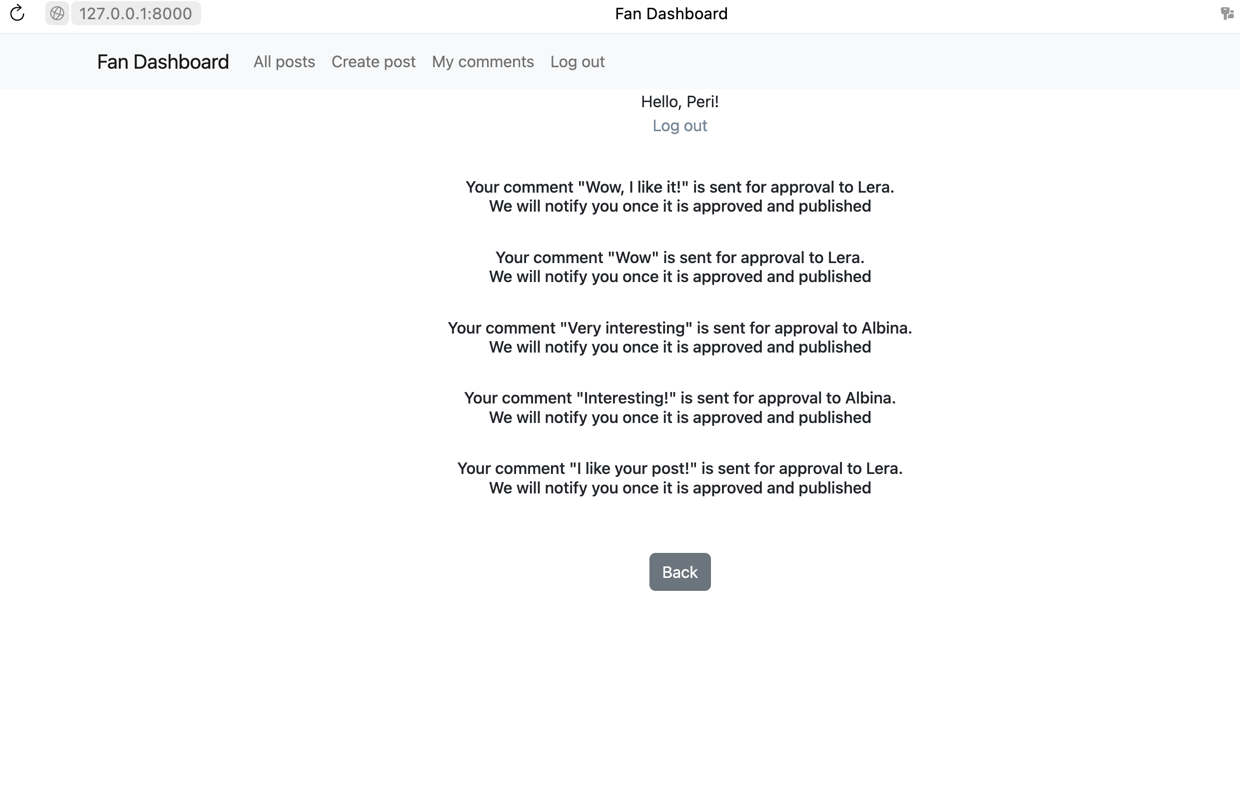 127.0.0.1:8000
Fan Dashboard
Fan Dashboard All posts Create post My comments Log out
Hello, Peri!
Log out
Your comment "Wow, I like it!" is sent for approval to Lera.
We will notify you once it is approved and published
Your comment "Wow" is sent for approval to Lera.
We will notify you once it is approved and published
Your comment "Very interesting" is sent for approval to Albina.
We will notify you once it is approved and published
Your comment "Interesting!" is sent for approval to Albina.
We will notify you once it is approved and published
Your comment "I like your post!" is sent for approval to Lera.
We will notify you once it is approved and published
Back